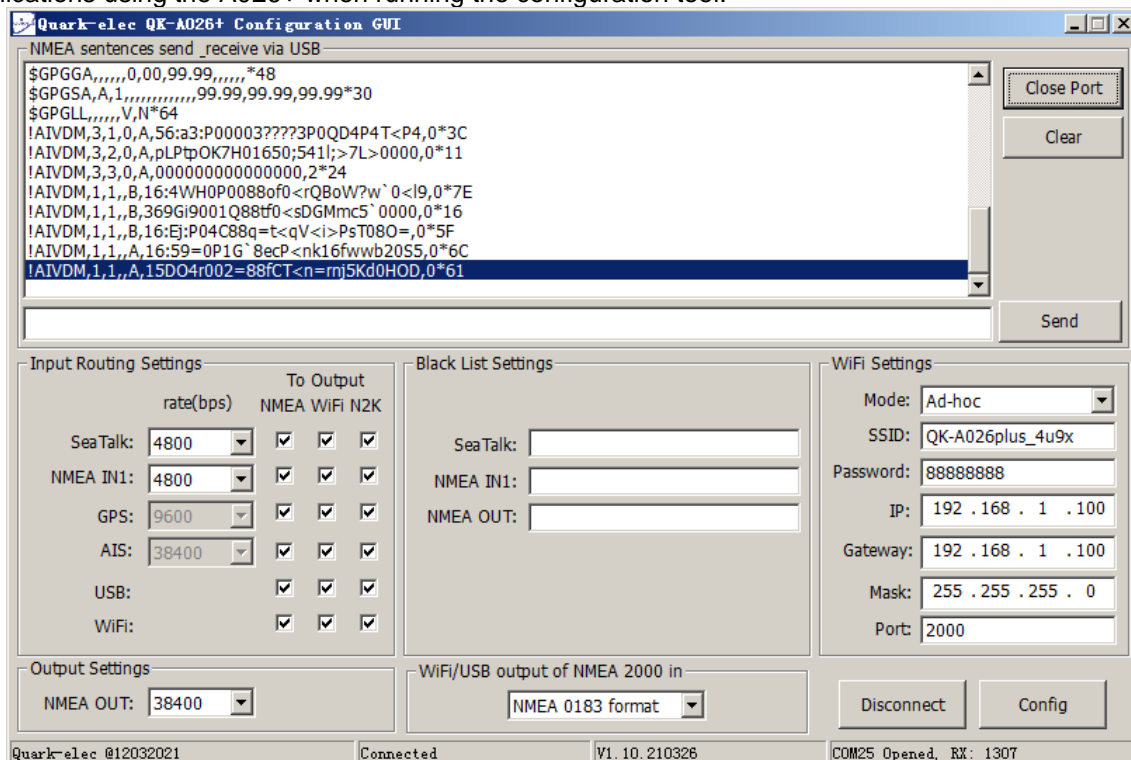 lications using the A026+ when running the configuration tool.
Quark-elec QK-A026+ Configuration GUI
NMEA sentences send _receive via USB
$GPGGA,,,,,,0,00,99.99,,,,,,*48
$GPGSA,A,1,,,,,,,,,,,,,99.99,99.99,99.99*30
$GPGLL,,,,,,V,N*64
!AIVDM,3,1,0,A,56:a3:P00003????3P0QD4P4T<P4,0*3C
!AIVDM,3,2,0,A,pLPtpOK7H01650;541l;>7L>0000,0*11
!AIVDM,3,3,0,A,000000000000000,2*24
!AIVDM,1,1,,B,16:4WH0P0088of0<rQBoW?w`0<l9,0*7E
!AIVDM,1,1,,B,369Gi9001Q88tf0<sDGMmc5`0000,0*16
!AIVDM,1,1,,B,16:Ej:P04C88q=t<qV<i>PsT08O=,0*5F
!AIVDM,1,1,,A,16:59=0P1G`8ecP<nk16fwwb20S5,0*6C
!AIVDM,1,1,,A,15DO4r002=88fCT<n=rnj5Kd0HOD,0*61
Close Port
Clear
Send
Input Routing Settings
To Output
rate(bps) NMEA WiFi N2K
SeaTalk: 4800
NMEA IN1: 4800
GPS: 9600
AIS: 38400
USB:
WiFi:
Black List Settings
SeaTalk:
NMEA IN1:
NMEA OUT:
WiFi Settings
Mode: Ad-hoc
SSID: QK-A026plus_4u9x
Password: 88888888
IP: 192 .168 . 1 .100
Gateway: 192 .168 . 1 .100
Mask: 255 .255 .255 . 0
Port: 2000
Output Settings
NMEA OUT: 38400
WiFi/USB output of NMEA 2000 in
NMEA 0183 format
Disconnect
Config
Quark-elec @12032021 Connected V1.10.210326 COM25 Opened, RX: 1307